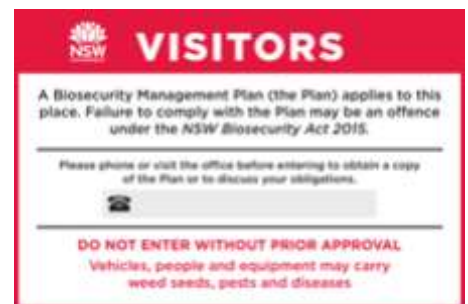 NSW
VISITORS
A Biosecurity Management Plan (the Plan) applies to this
place. Failure to comply with the Plan may be an offence
under the NSW Biosecurity Act 2015.
Please phone or visit the office before entering to obtain a copy
of the Plan or to discuss your obligations.
DO NOT ENTER WITHOUT PRIOR APPROVAL
Vehicles, people and equipment may carry
weed seeds, pests and diseases